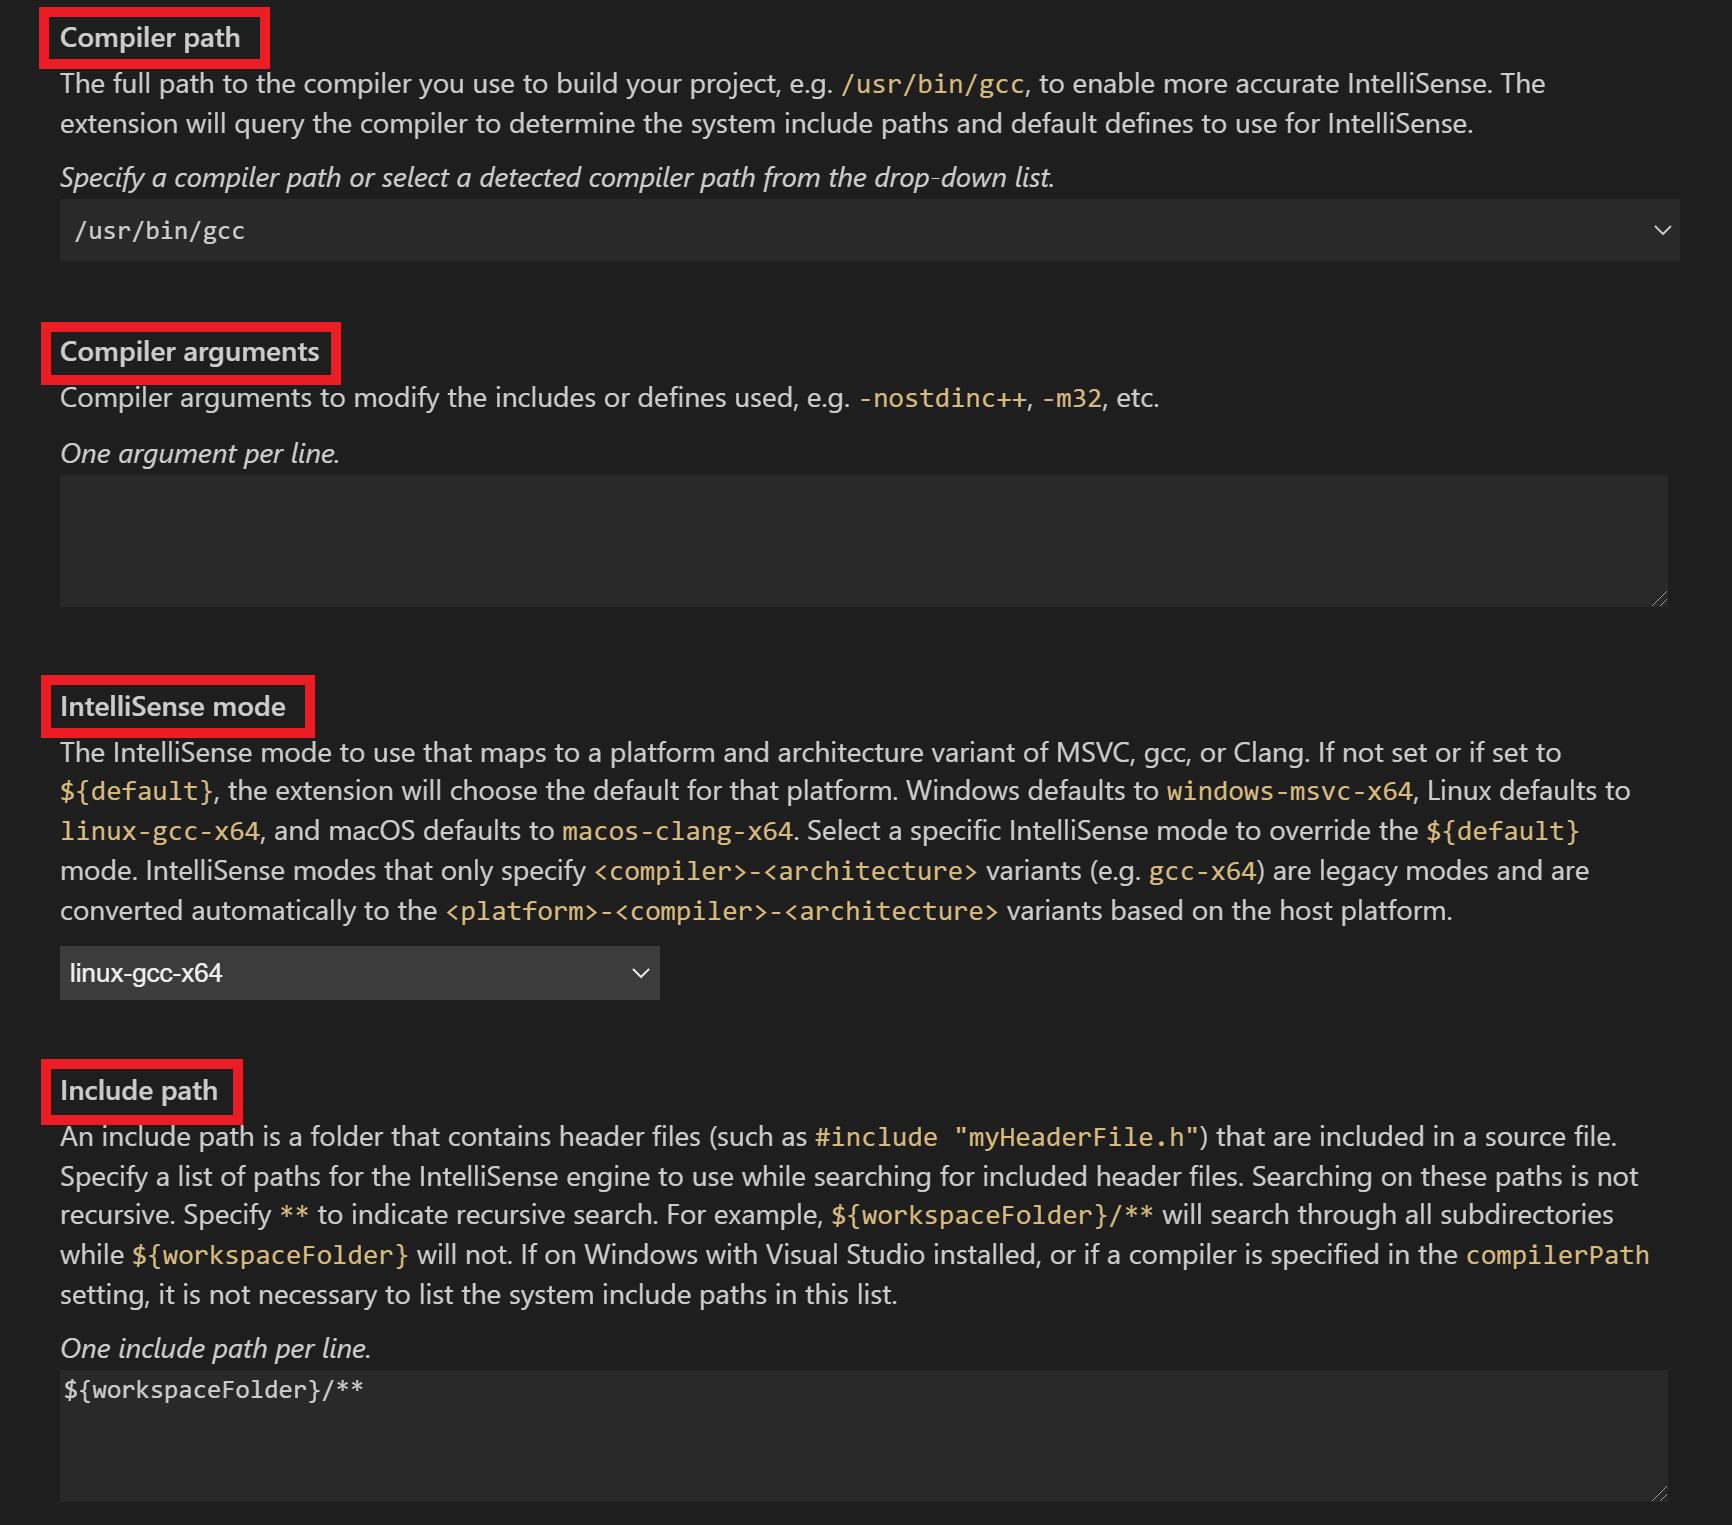 Compiler path
The full path to the compiler you use to build your project, e.g. /usr/bin/gcc, to enable more accurate IntelliSense. The
extension will query the compiler to determine the system include paths and default defines to use for IntelliSense.
Specify a compiler path or select a detected compiler path from the drop-down list.
/usr/bin/gcc
Compiler arguments
Compiler arguments to modify the includes or defines used, e.g. -nostdinc++, -m32, etc.
One argument per line.
IntelliSense mode
The IntelliSense mode to use that maps to a platform and architecture variant of MSVC, gcc, or Clang. If not set or if set to
${default}, the extension will choose the default for that platform. Windows defaults to windows-msvc-x64, Linux defaults to
linux-gcc-x64, and macOS defaults to macos-clang-x64. Select a specific IntelliSense mode to override the ${default}
mode. IntelliSense modes that only specify <compiler>-<architecture> variants (e.g. gcc-x64) are legacy modes and are
converted automatically to the <platform>-<compiler>-<architecture> variants based on the host platform.
linux-gcc-x64
Include path
An include path is a folder that contains header files (such as #include "myHeaderFile.h") that are included in a source file.
Specify a list of paths for the IntelliSense engine to use while searching for included header files. Searching on these paths is not
recursive. Specify ** to indicate recursive search. For example, ${workspaceFolder}/** will search through all subdirectories
while ${workspaceFolder} will not. If on Windows with Visual Studio installed, or if a compiler is specified in the compilerPath
setting, it is not necessary to list the system include paths in this list.
One include path per line.
${workspaceFolder}/**